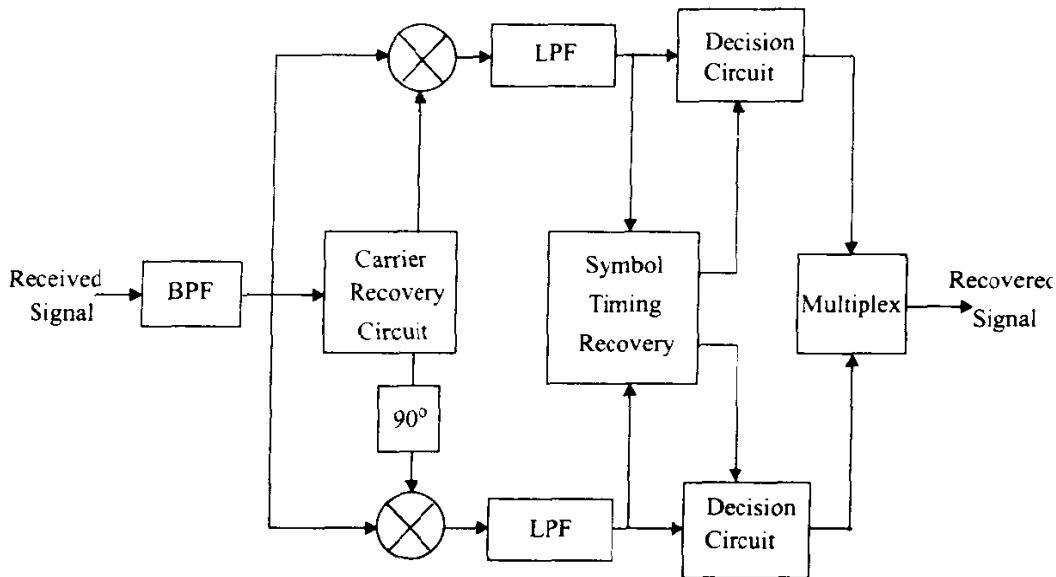 LPF
Decision
Circuit
Received
Signal
BPF
Carrier
Recovery
Circuit
Symbol
Timing
Recovery
Multiplex
Recovered
Signal
90°
LPF
Decision
Circuit